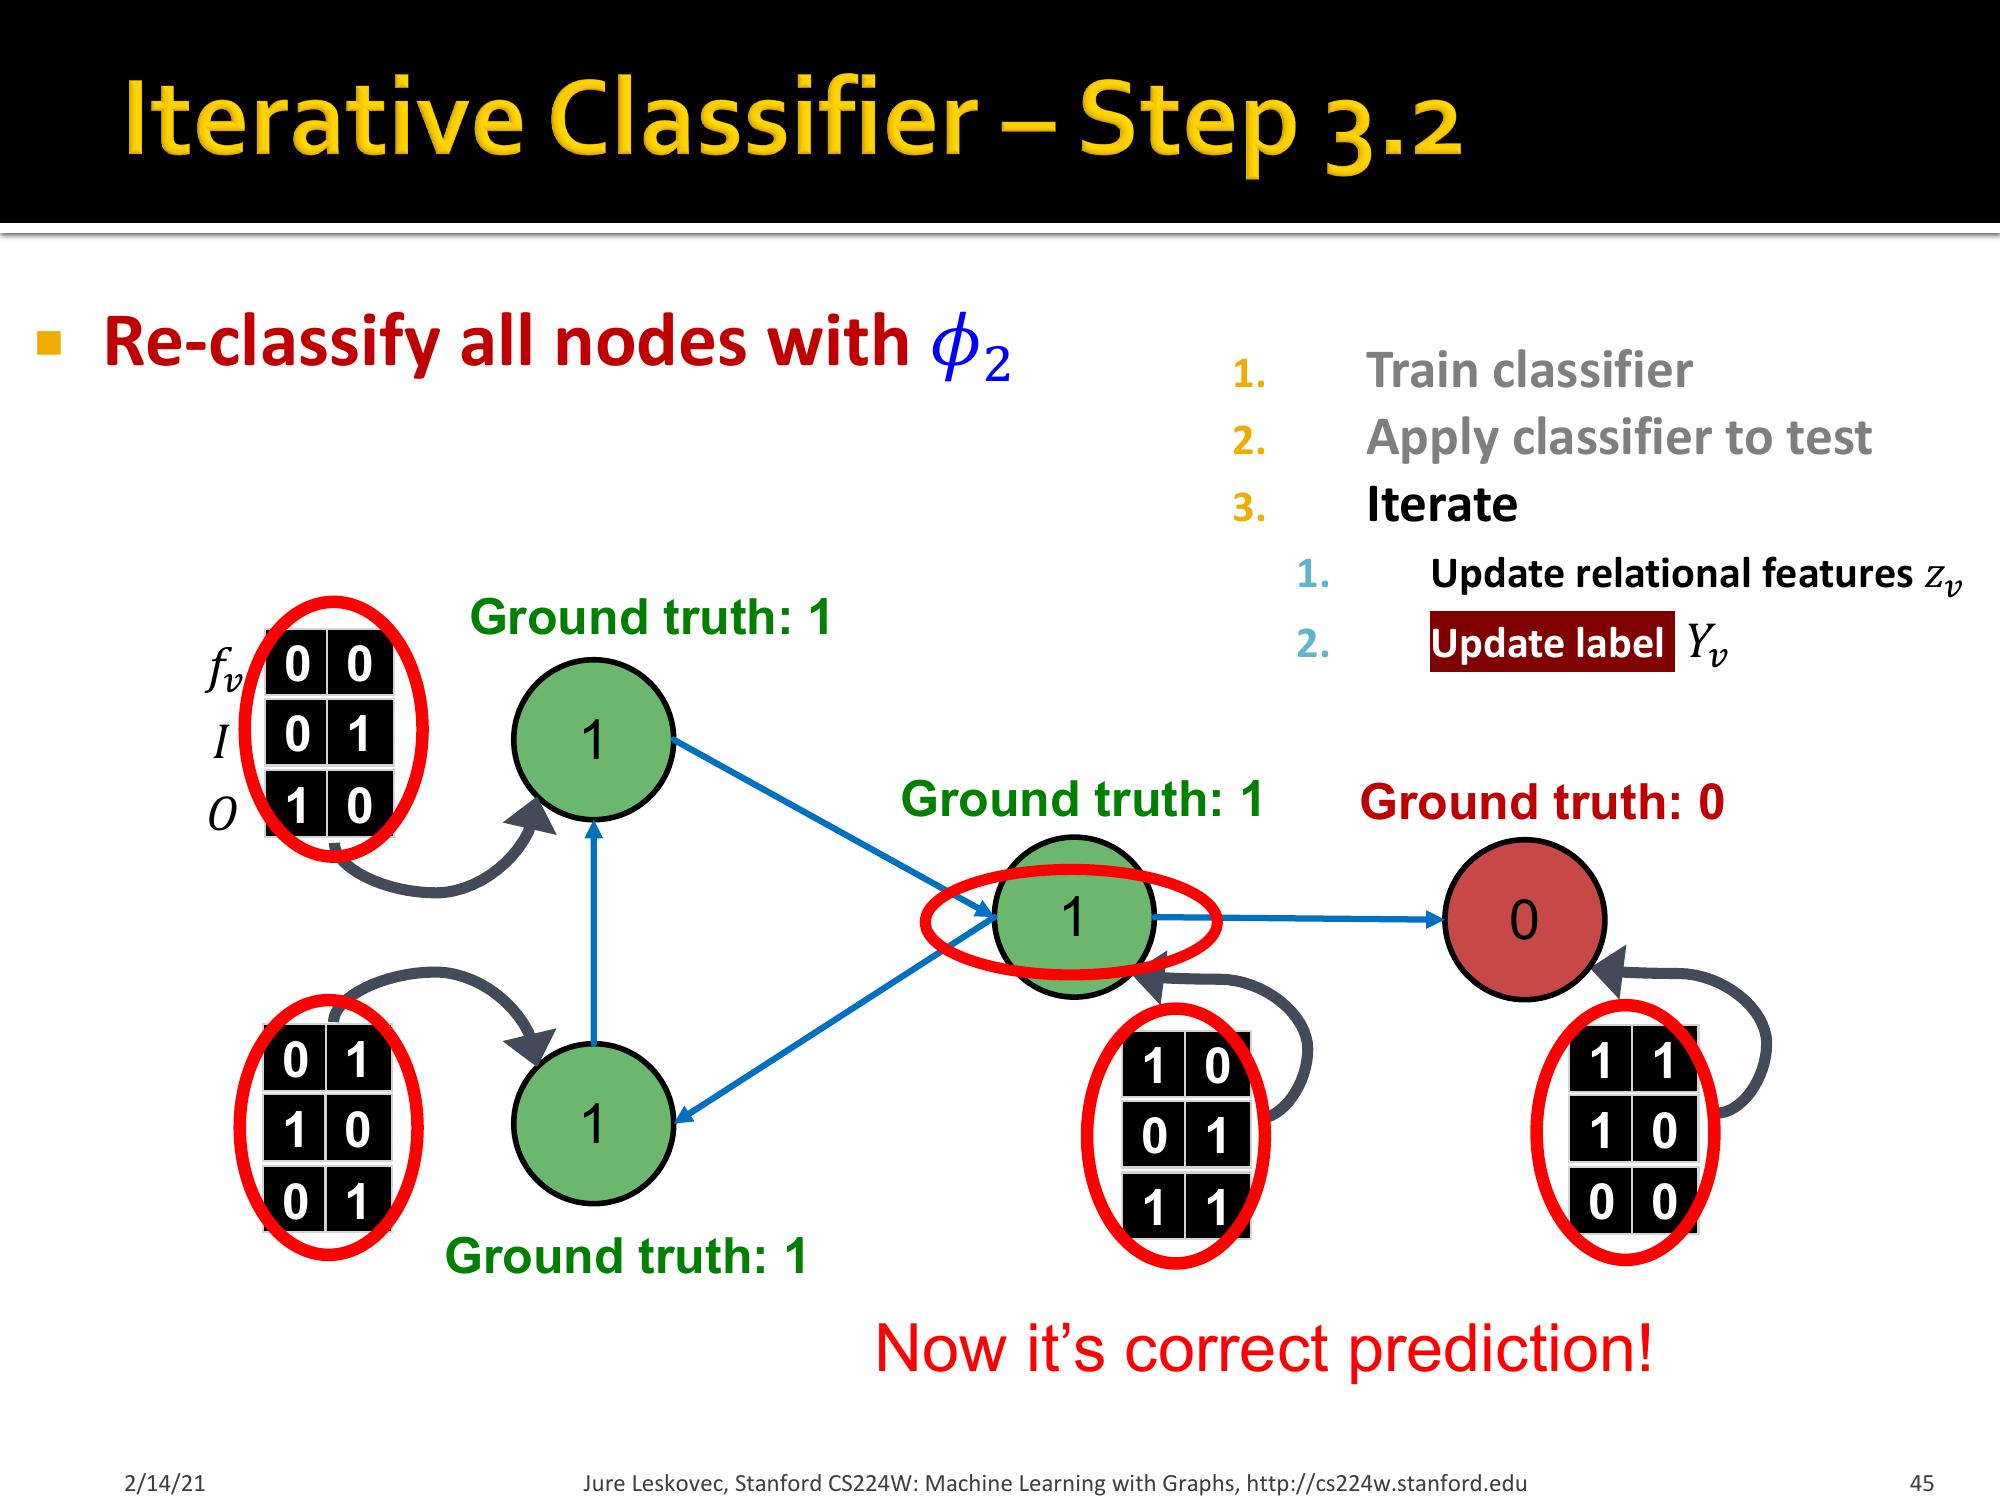 Iterative Classifier – Step 3.2
▪ Re-classify all nodes with ϕ₂
1. Train classifier
2. Apply classifier to test
3. Iterate
1. Update relational features zᵥ
2. Update label Yᵥ
Ground truth: 1
fᵥ 0 0
I 0 1
O 1 0
1
Ground truth: 1
1
Ground truth: 0
0
0 1
1 0
0 1
1
Ground truth: 1
1 0
0 1
1 1
1 1
1 0
0 0
Now it’s correct prediction!
2/14/21
Jure Leskovec, Stanford CS224W: Machine Learning with Graphs, http://cs224w.stanford.edu
45